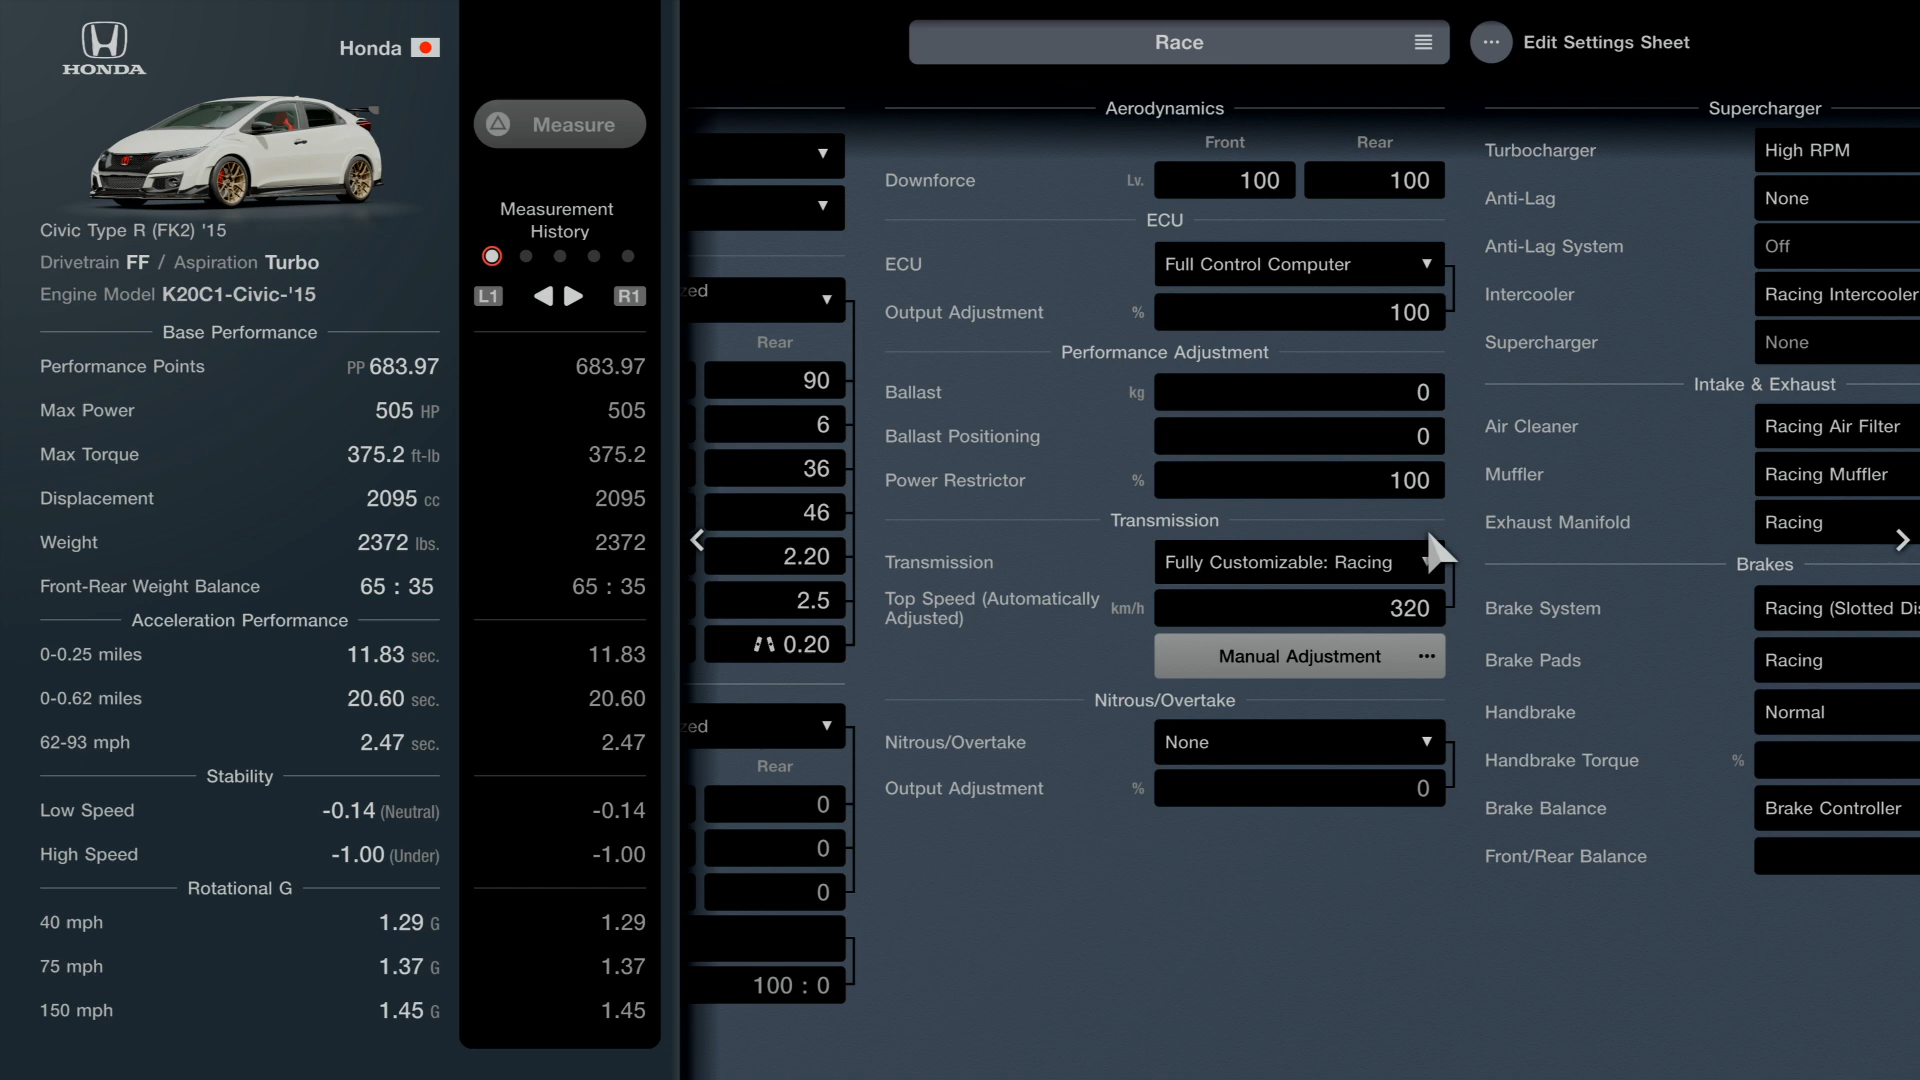 HONDA
Honda
Civic Type R (FK2) '15
Drivetrain FF / Aspiration Turbo
Engine Model K20C1-Civic-'15
Base Performance
Performance Points PP 683.97
Max Power 505 HP
Max Torque 375.2 ft-lb
Displacement 2095 cc
Weight 2372 lbs.
Front-Rear Weight Balance 65 : 35
Acceleration Performance
0-0.25 miles 11.83 sec.
0-0.62 miles 20.60 sec.
62-93 mph 2.47 sec.
Stability
Low Speed -0.14 (Neutral)
High Speed -1.00 (Under)
Rotational G
40 mph 1.29 G
75 mph 1.37 G
150 mph 1.45 G
Measure
Measurement
History
L1 R1
683.97
505
375.2
2095
2372
65 : 35
11.83
20.60
2.47
-0.14
-1.00
1.29
1.37
1.45
Race
Edit Settings Sheet
zed
Rear
90
6
36
46
2.20
2.5
0.20
zed
Rear
0
0
0
100 : 0
Aerodynamics
Front Rear
Downforce Lv. 100 100
ECU
ECU Full Control Computer
Output Adjustment % 100
Performance Adjustment
Ballast kg 0
Ballast Positioning 0
Power Restrictor % 100
Transmission
Transmission Fully Customizable: Racing
Top Speed (Automatically
Adjusted) km/h 320
Manual Adjustment
Nitrous/Overtake
Nitrous/Overtake None
Output Adjustment % 0
Supercharger
Turbocharger High RPM
Anti-Lag None
Anti-Lag System Off
Intercooler Racing Intercooler
Supercharger None
Intake & Exhaust
Air Cleaner Racing Air Filter
Muffler Racing Muffler
Exhaust Manifold Racing
Brakes
Brake System Racing (Slotted Dis
Brake Pads Racing
Handbrake Normal
Handbrake Torque %
Brake Balance Brake Controller
Front/Rear Balance